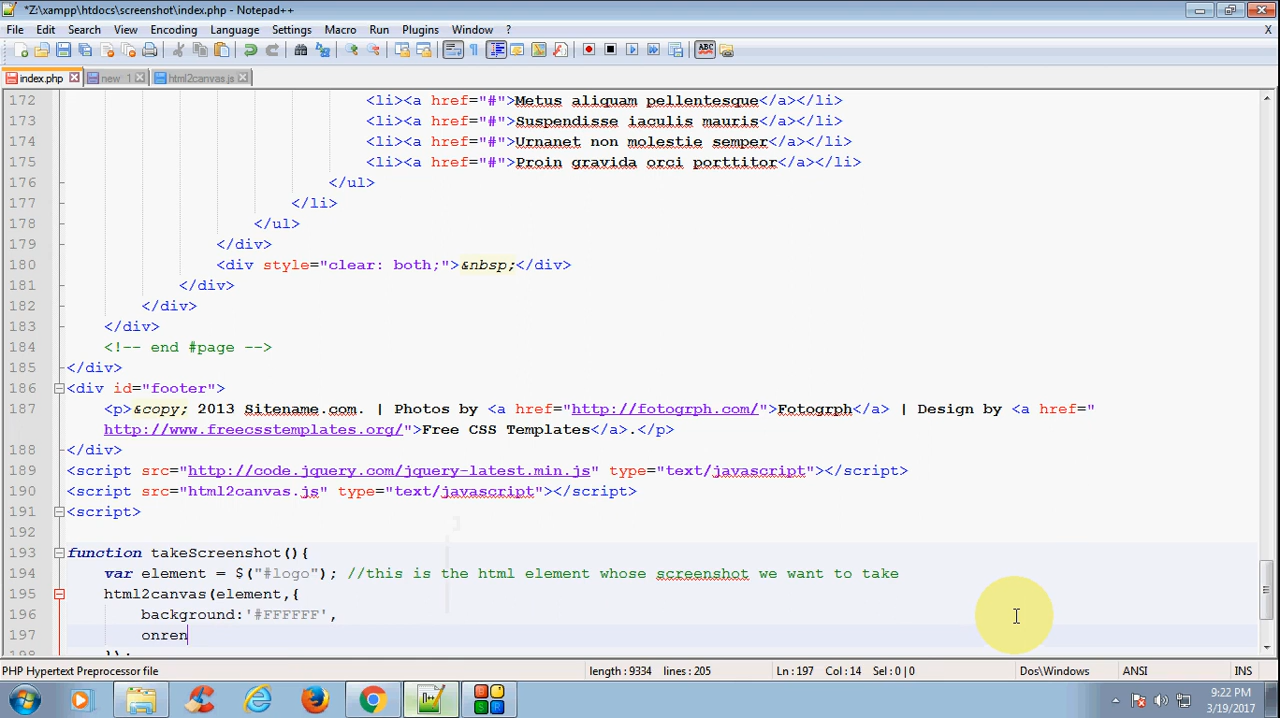 *Z:\xampp\htdocs\screenshot\index.php - Notepad++
File Edit Search View Encoding Language Settings Macro Run Plugins Window ? X
index.php new 1 html2canvas.js
172 <li><a href="#">Metus aliquam pellentesque</a></li>
173 <li><a href="#">Suspendisse iaculis mauris</a></li>
174 <li><a href="#">Urnanet non molestie semper</a></li>
175 <li><a href="#">Proin gravida orci porttitor</a></li>
176 </ul>
177 </li>
178 </ul>
179 </div>
180 <div style="clear: both;">&nbsp;</div>
181 </div>
182 </div>
183 </div>
184 <!-- end #page -->
185 </div>
186 <div id="footer">
187 <p>&copy; 2013 Sitename.com. | Photos by <a href="http://fotogrph.com/">Fotogrph</a> | Design by <a href="
http://www.freecsstemplates.org/">Free CSS Templates</a>.</p>
188 </div>
189 <script src="http://code.jquery.com/jquery-latest.min.js" type="text/javascript"></script>
190 <script src="html2canvas.js" type="text/javascript"></script>
191 <script>
192
193 function takeScreenshot(){
194 var element = $("#logo"); //this is the html element whose screenshot we want to take
195 html2canvas(element,{
196 background:'#FFFFFF',
197 onren
198 });
PHP Hypertext Preprocessor file length : 9334 lines : 205 Ln : 197 Col : 14 Sel : 0 | 0 Dos\Windows ANSI INS
9:22 PM
3/19/2017